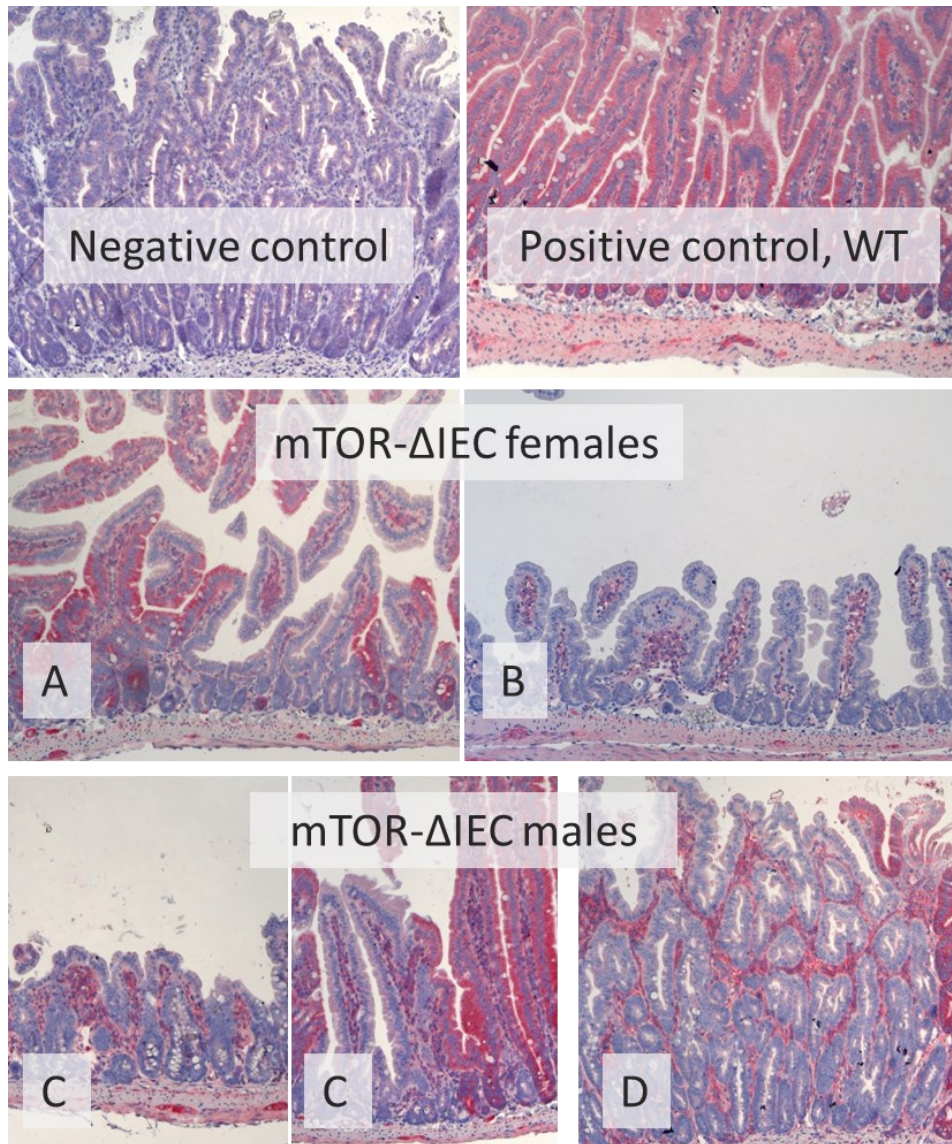 Negative control
Positive control, WT
mTOR-ΔIEC females
A
B
mTOR-ΔIEC males
C
C
D